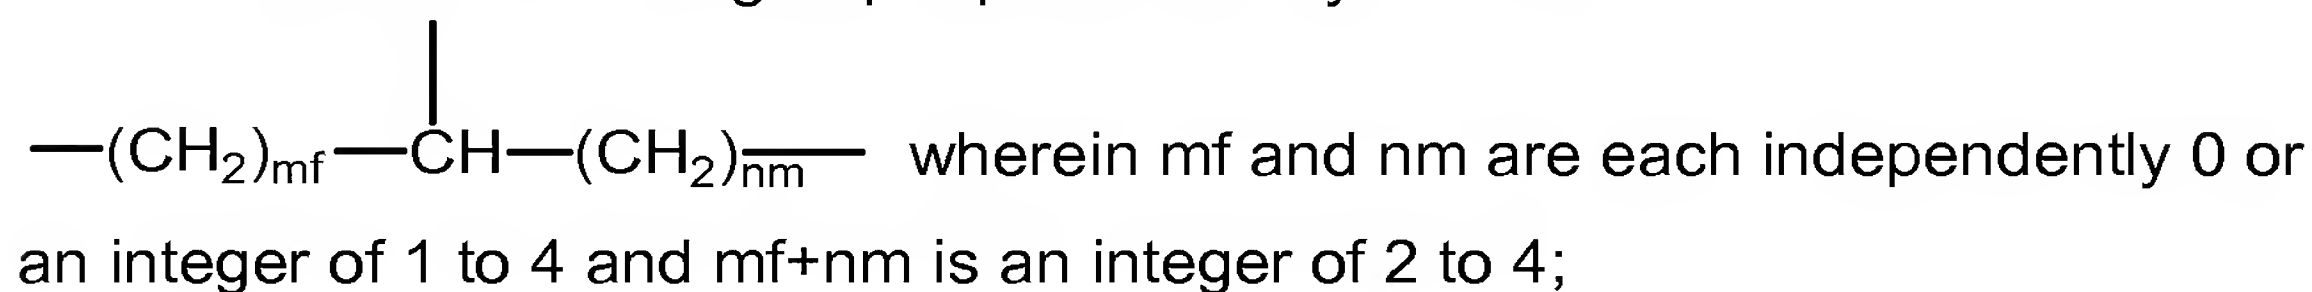 —(CH₂)mf—CH—(CH₂)nm— wherein mf and nm are each independently 0 or
an integer of 1 to 4 and mf+nm is an integer of 2 to 4;